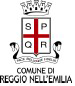 S P
Q R
COMUNE DI
REGGIO NELL'EMILIA